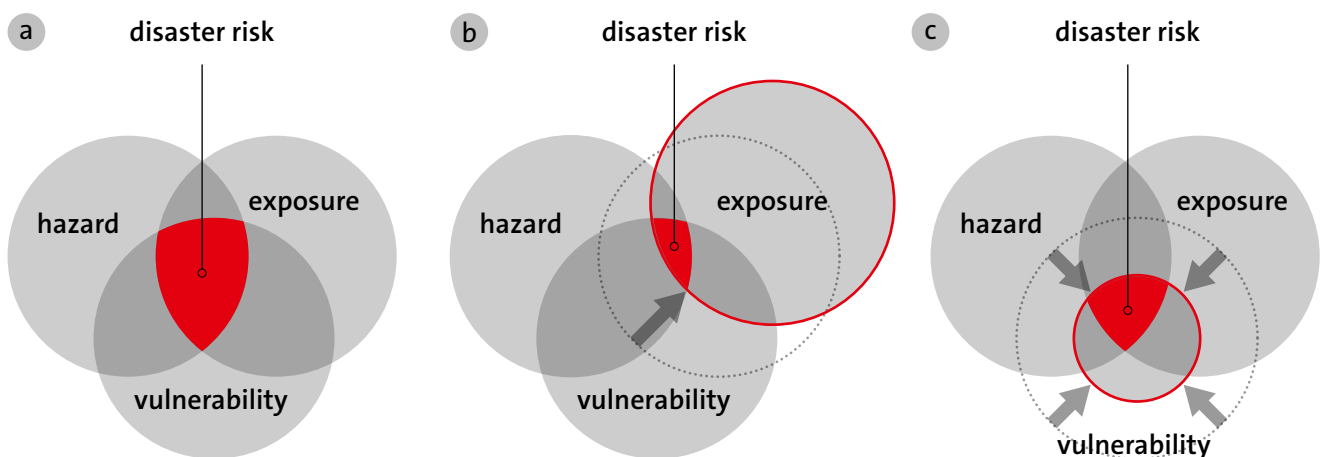 a
disaster risk
hazard
exposure
vulnerability
b
disaster risk
hazard
exposure
vulnerability
c
disaster risk
hazard
exposure
vulnerability